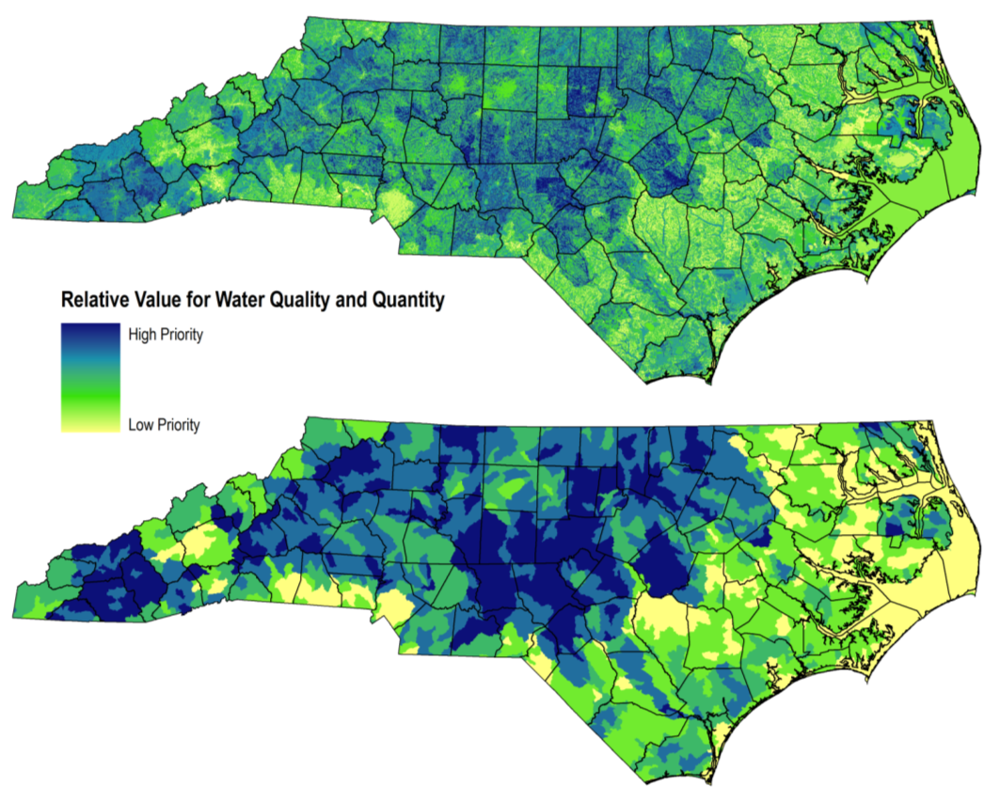 Relative Value for Water Quality and Quantity
High Priority
Low Priority